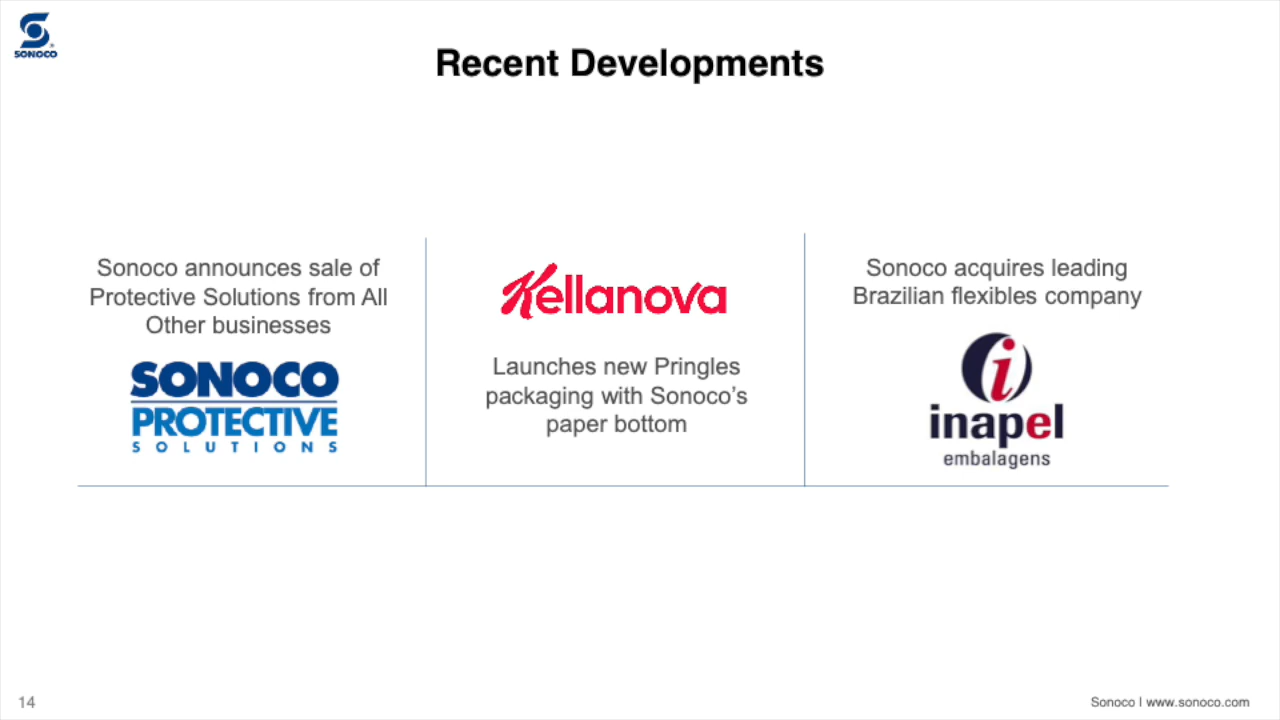 SONOCO
Recent Developments
Sonoco announces sale of
Protective Solutions from All
Other businesses
SONOCO
PROTECTIVE
SOLUTIONS
Kellanova
Launches new Pringles
packaging with Sonoco’s
paper bottom
Sonoco acquires leading
Brazilian flexibles company
i
inapel
embalagens
14
Sonoco I www.sonoco.com